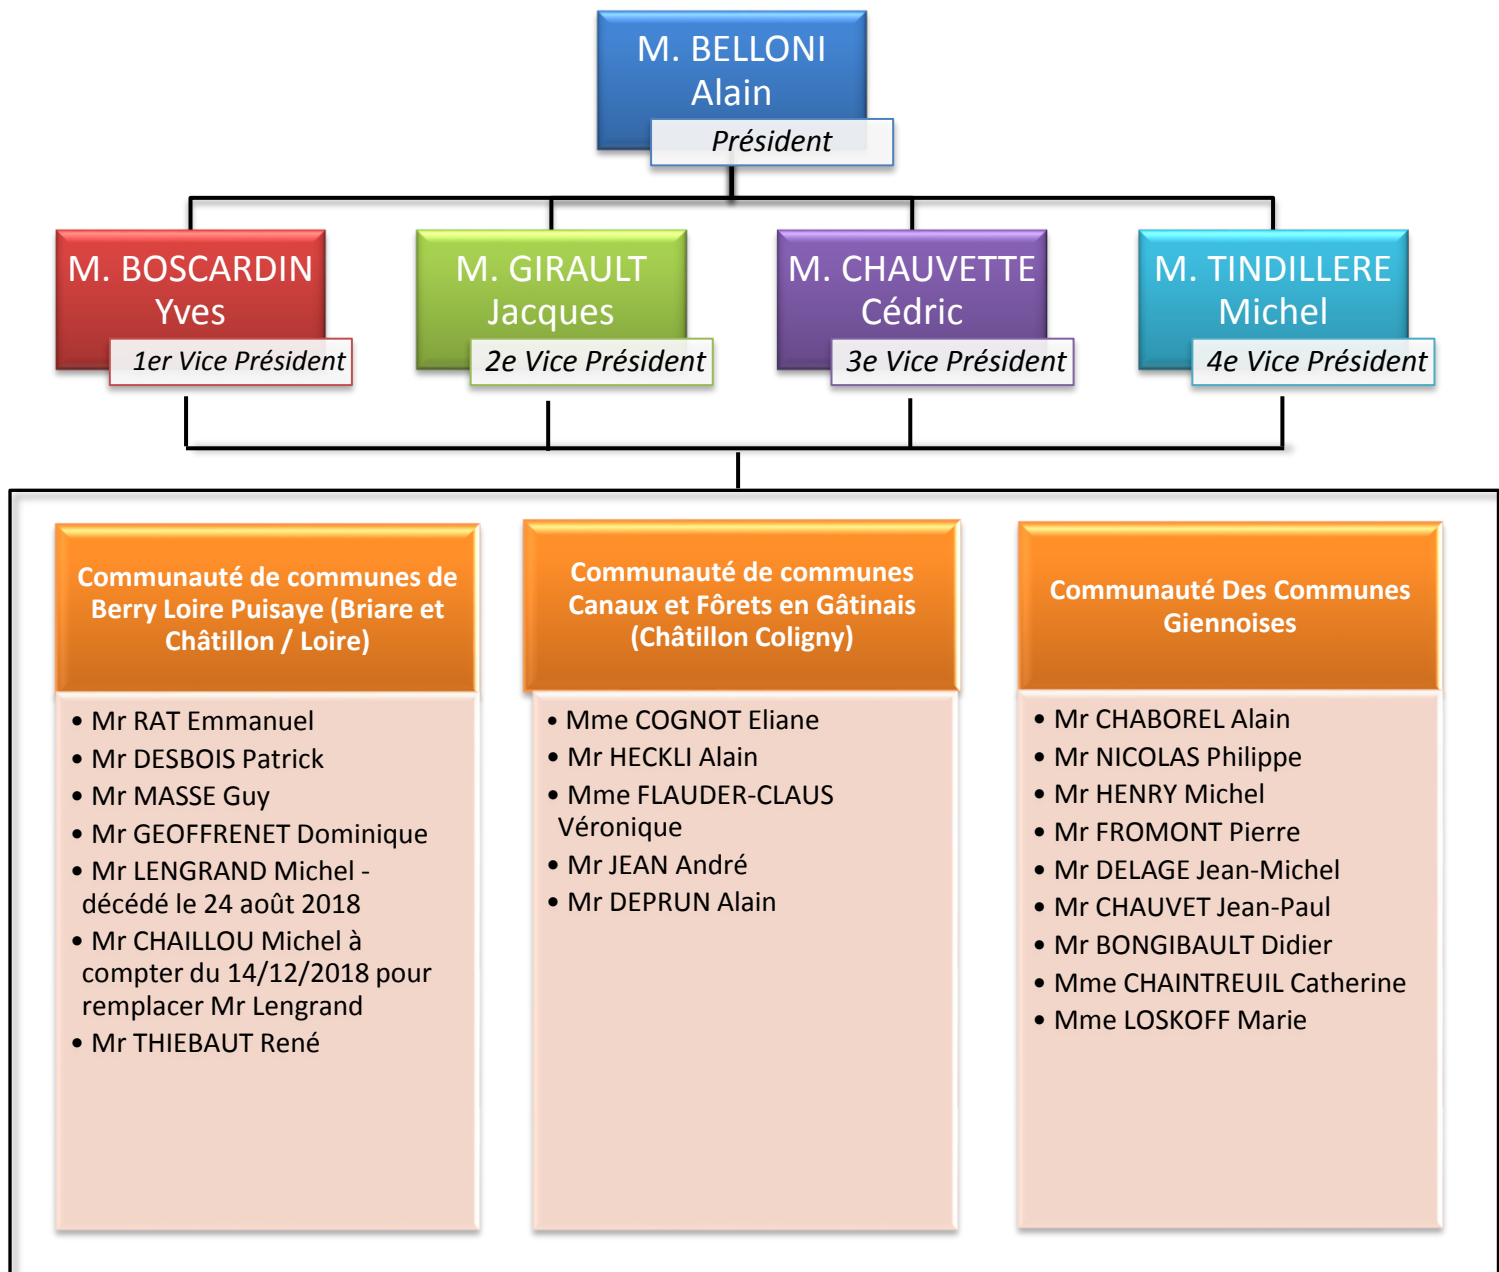 M. BELLONI
Alain
Président
M. BOSCARDIN
Yves
1er Vice Président
M. GIRAULT
Jacques
2e Vice Président
M. CHAUVETTE
Cédric
3e Vice Président
M. TINDILLERE
Michel
4e Vice Président
Communauté de communes de
Berry Loire Puisaye (Briare et
Châtillon / Loire)
• Mr RAT Emmanuel
• Mr DESBOIS Patrick
• Mr MASSE Guy
• Mr GEOFFRENET Dominique
• Mr LENGRAND Michel -
décédé le 24 août 2018
• Mr CHAILLOU Michel à
compter du 14/12/2018 pour
remplacer Mr Lengrand
• Mr THIEBAUT René
Communauté de communes
Canaux et Fôrets en Gâtinais
(Châtillon Coligny)
• Mme COGNOT Eliane
• Mr HECKLI Alain
• Mme FLAUDER-CLAUS
Véronique
• Mr JEAN André
• Mr DEPRUN Alain
Communauté Des Communes
Giennoises
• Mr CHABOREL Alain
• Mr NICOLAS Philippe
• Mr HENRY Michel
• Mr FROMONT Pierre
• Mr DELAGE Jean-Michel
• Mr CHAUVET Jean-Paul
• Mr BONGIBAULT Didier
• Mme CHAINTREUIL Catherine
• Mme LOSKOFF Marie